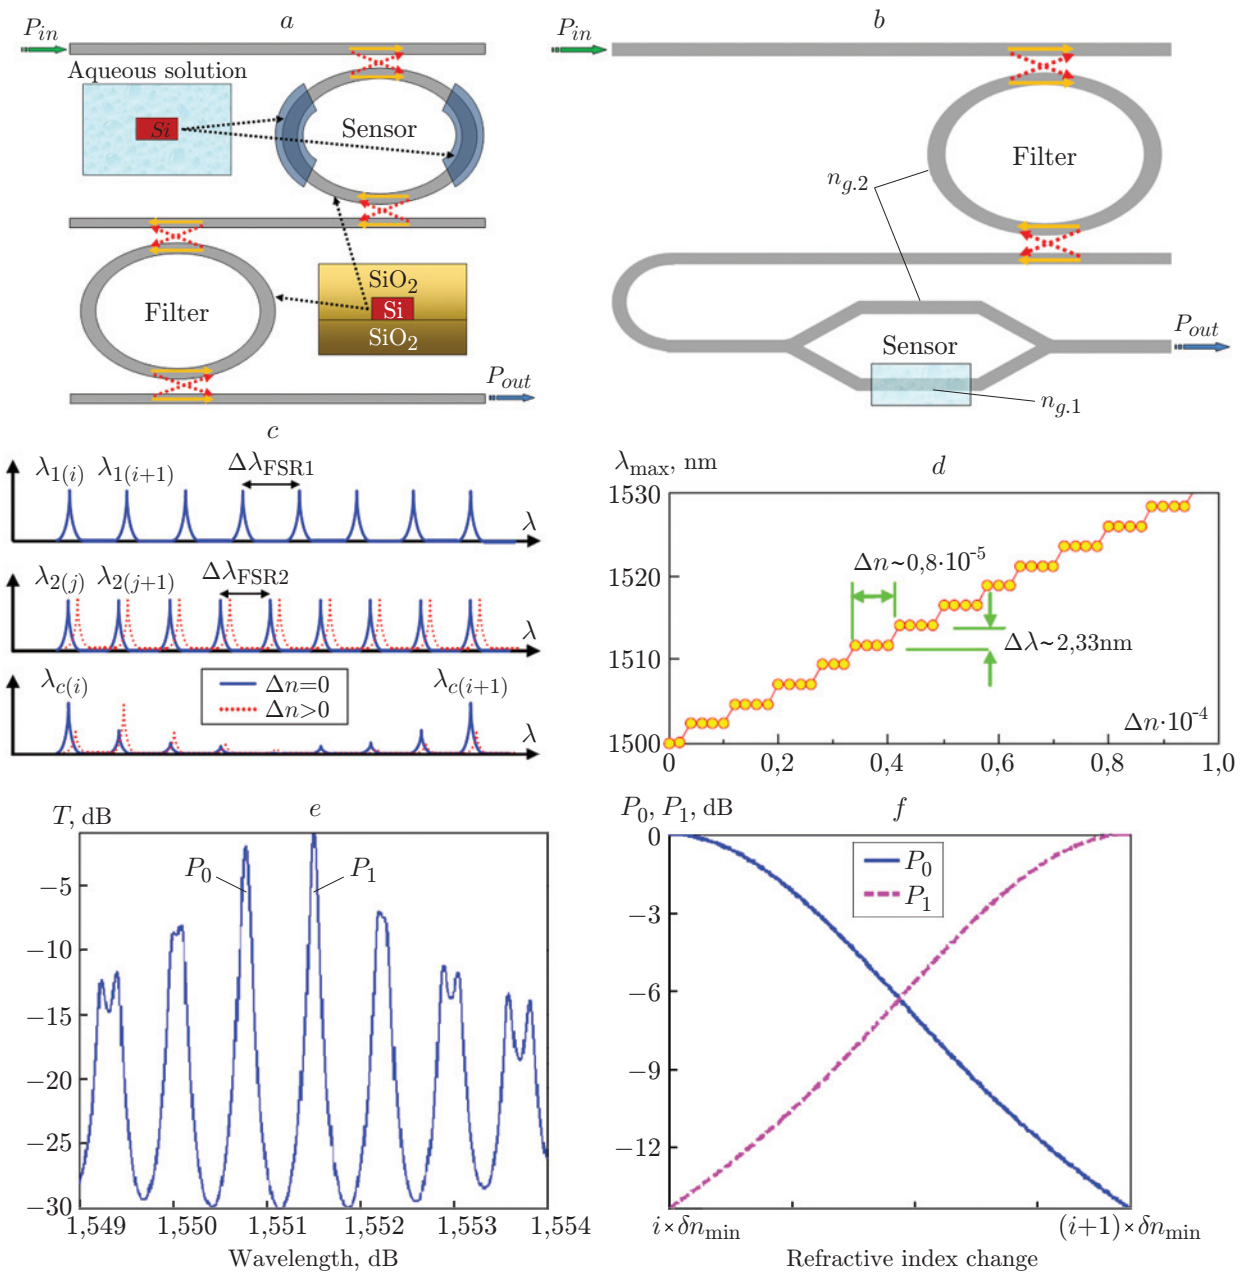 a
P_in
Aqueous solution
Si
Sensor
SiO2
Si
SiO2
Filter
P_out
b
P_in
Filter
n_g.2
Sensor
P_out
n_g.1
c
λ1(i) λ1(i+1) ΔλFSR1
λ
λ2(j) λ2(j+1) ΔλFSR2
λ
λc(i) Δn=0 λc(i+1)
Δn>0
λ
λmax, nm d
1530
1520
1510
1500
Δn~0,8·10⁻⁵
Δλ~2,33nm
Δn·10⁻⁴
0 0,2 0,4 0,6 0,8 1,0
T, dB e
P0 P1
−5
−10
−15
−20
−25
−30
1,549 1,550 1,551 1,552 1,553 1,554
Wavelength, dB
P0, P1, dB f
0
−3
−6
−9
−12
P0
P1
i×δnmin (i+1)×δnmin
Refractive index change